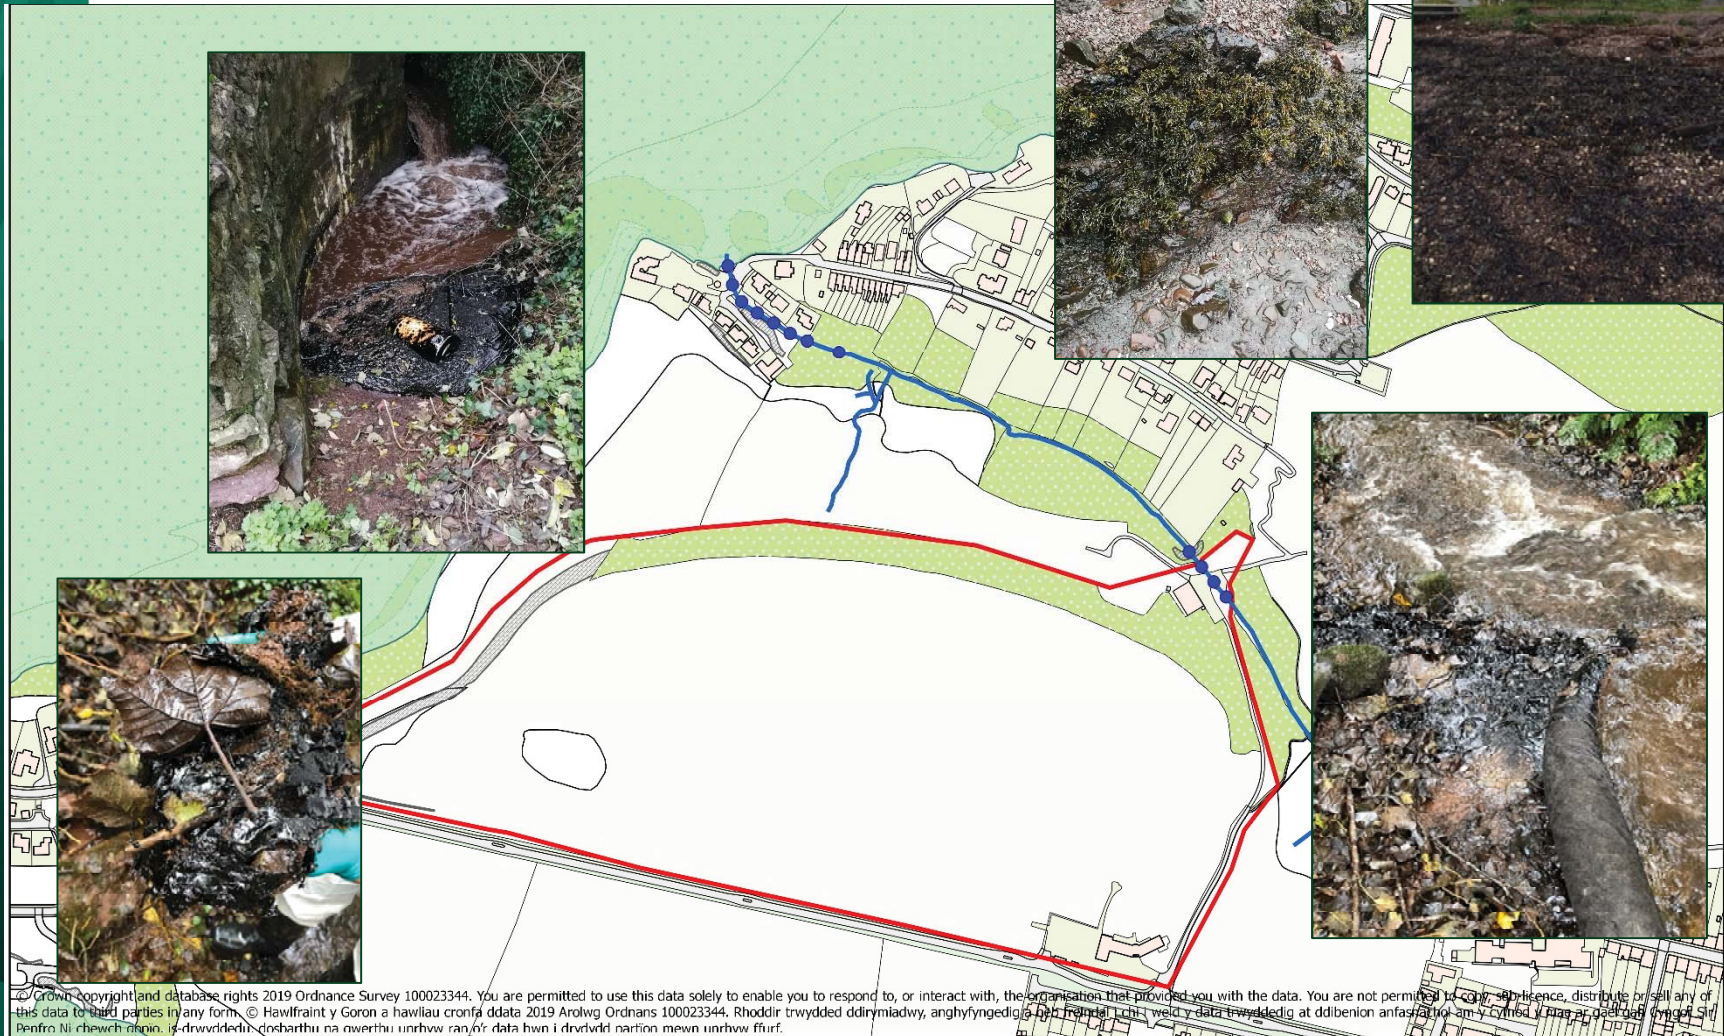 © Crown copyright and database rights 2019 Ordnance Survey 100023344. You are permitted to use this data solely to enable you to respond to, or interact with, the organisation that provided you with the data. You are not permitted to copy, sub-licence, distribute or sell any of
this data to third parties in any form. © Hawlfraint y Goron a hawliau cronfa ddata 2019 Arolwg Ordnans 100023344. Rhoddir trwydded ddirymiadwy, anghyfyngedig a heb freindal i chi i weld y data trwyddedig at ddibenion anfasnachol am y cyfnod y mae ar gael gan Cyngor Sir
Penfro Ni chewch gopïo, is-drwyddedu, dosbarthu na gwerthu unrhyw ran o'r data hwn i drydydd partïon mewn unrhyw ffurf.